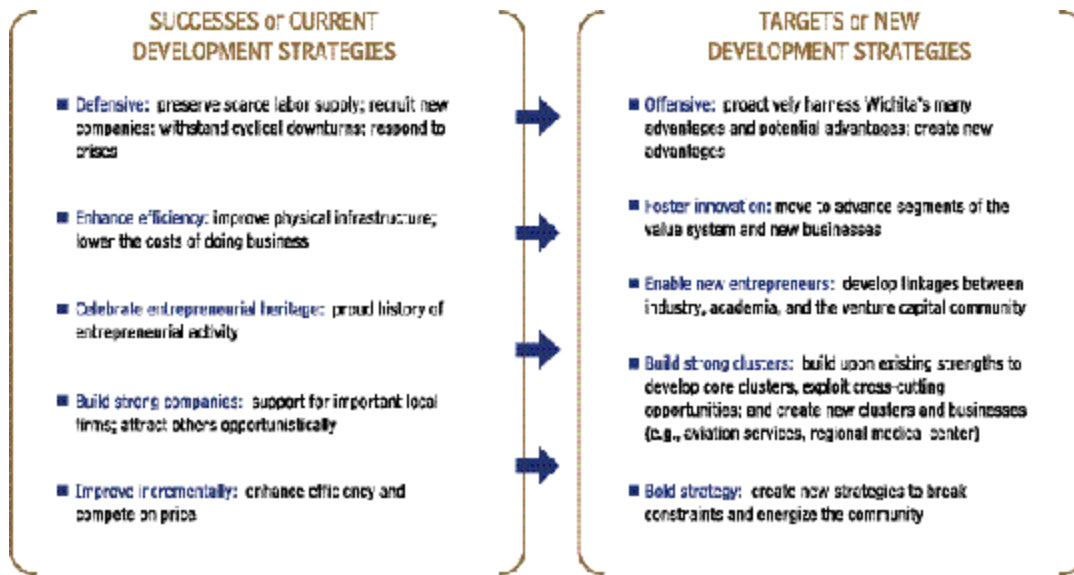 SUCCESSES of CURRENT
DEVELOPMENT STRATEGIES
Defensive: preserve scarce labor supply; recruit new
companies; withstand cyclical downturns; respond to
crises
Enhance efficiency: improve physical infrastructure;
lower the costs of doing business
Celebrate entrepreneurial heritage: proud history of
entrepreneurial activity
Build strong companies: support for important local
firms; attract others opportunistically
Improve incrementally: enhance efficiency and
compete on price
TARGETS of NEW
DEVELOPMENT STRATEGIES
Offensive: proactively harness Wichita's many
advantages and potential advantages; create new
advantages
Foster innovation: move to advance segments of the
value system and new businesses
Enable new entrepreneurs: develop linkages between
industry, academia, and the venture capital community
Build strong clusters: build upon existing strengths to
develop core clusters, exploit cross-cutting
opportunities; and create new clusters and businesses
(e.g., aviation services, regional medical center)
Bold strategy: create new strategies to break
constraints and energize the community